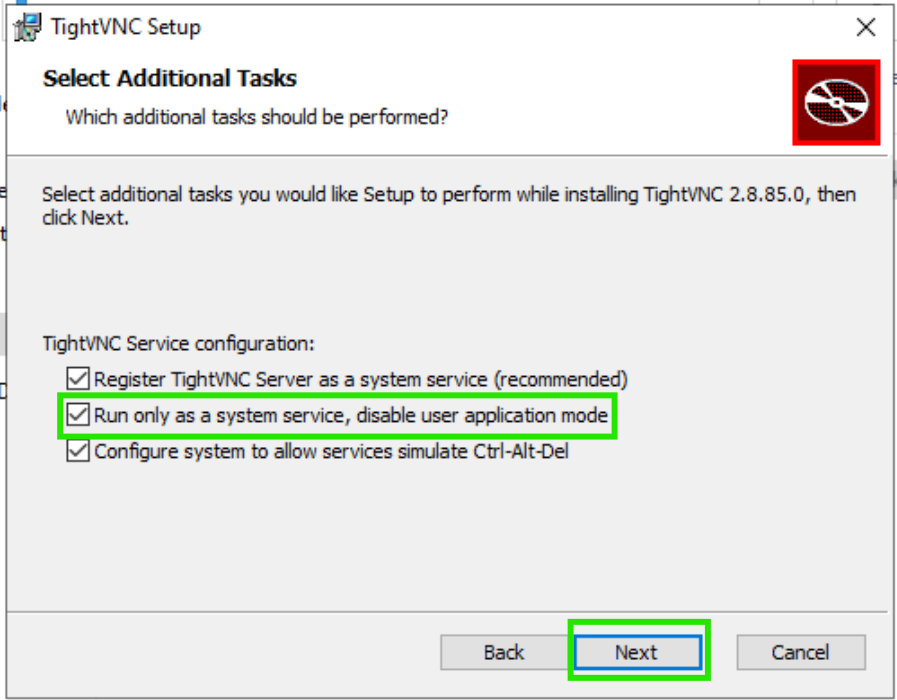 TightVNC Setup
Select Additional Tasks
Which additional tasks should be performed?
Select additional tasks you would like Setup to perform while installing TightVNC 2.8.85.0, then
click Next.
TightVNC Service configuration:
Register TightVNC Server as a system service (recommended)
Run only as a system service, disable user application mode
Configure system to allow services simulate Ctrl-Alt-Del
Back Next Cancel